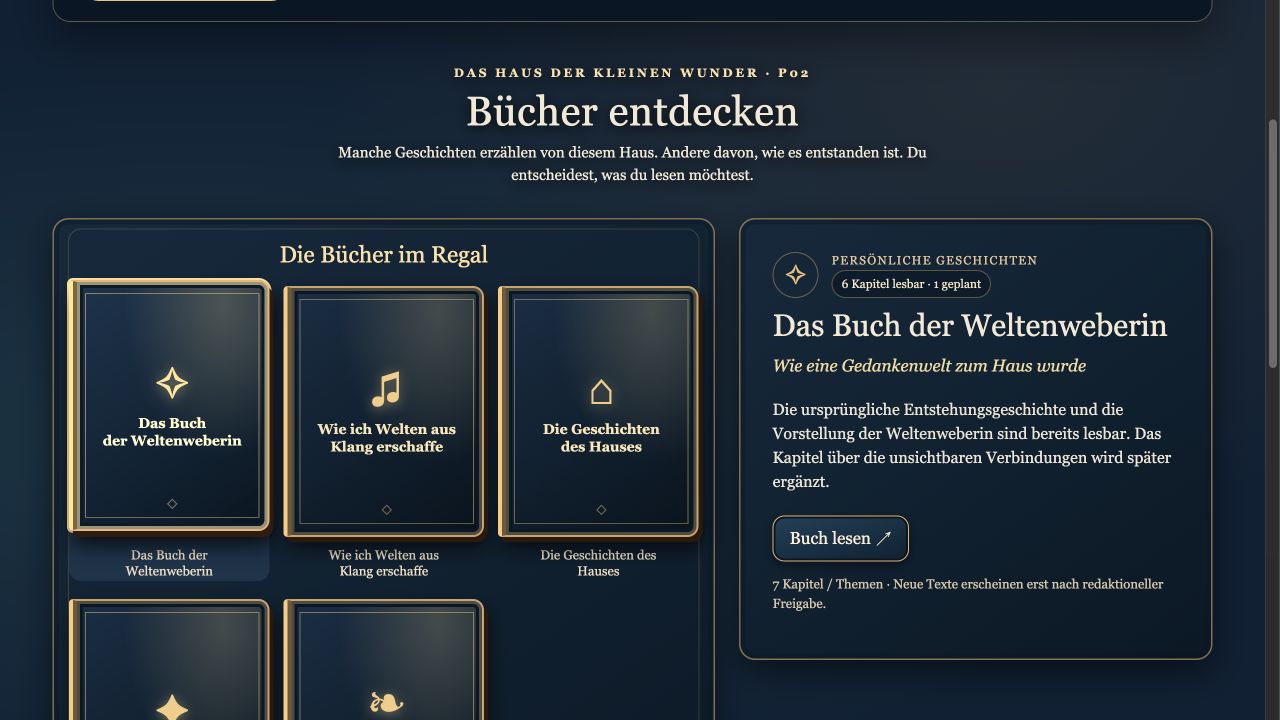 DAS HAUS DER KLEINEN WUNDER · P02
Bücher entdecken
Manche Geschichten erzählen von diesem Haus. Andere davon, wie es entstanden ist. Du
entscheidest, was du lesen möchtest.
Die Bücher im Regal
Das Buch
der Weltenweberin
Das Buch der
Weltenweberin
Wie ich Welten aus
Klang erschaffe
Wie ich Welten aus
Klang erschaffe
Die Geschichten
des Hauses
Die Geschichten des
Hauses
PERSÖNLICHE GESCHICHTEN
6 Kapitel lesbar · 1 geplant
Das Buch der Weltenweberin
Wie eine Gedankenwelt zum Haus wurde
Die ursprüngliche Entstehungsgeschichte und die
Vorstellung der Weltenweberin sind bereits lesbar. Das
Kapitel über die unsichtbaren Verbindungen wird später
ergänzt.
Buch lesen ↗
7 Kapitel / Themen · Neue Texte erscheinen erst nach redaktioneller
Freigabe.